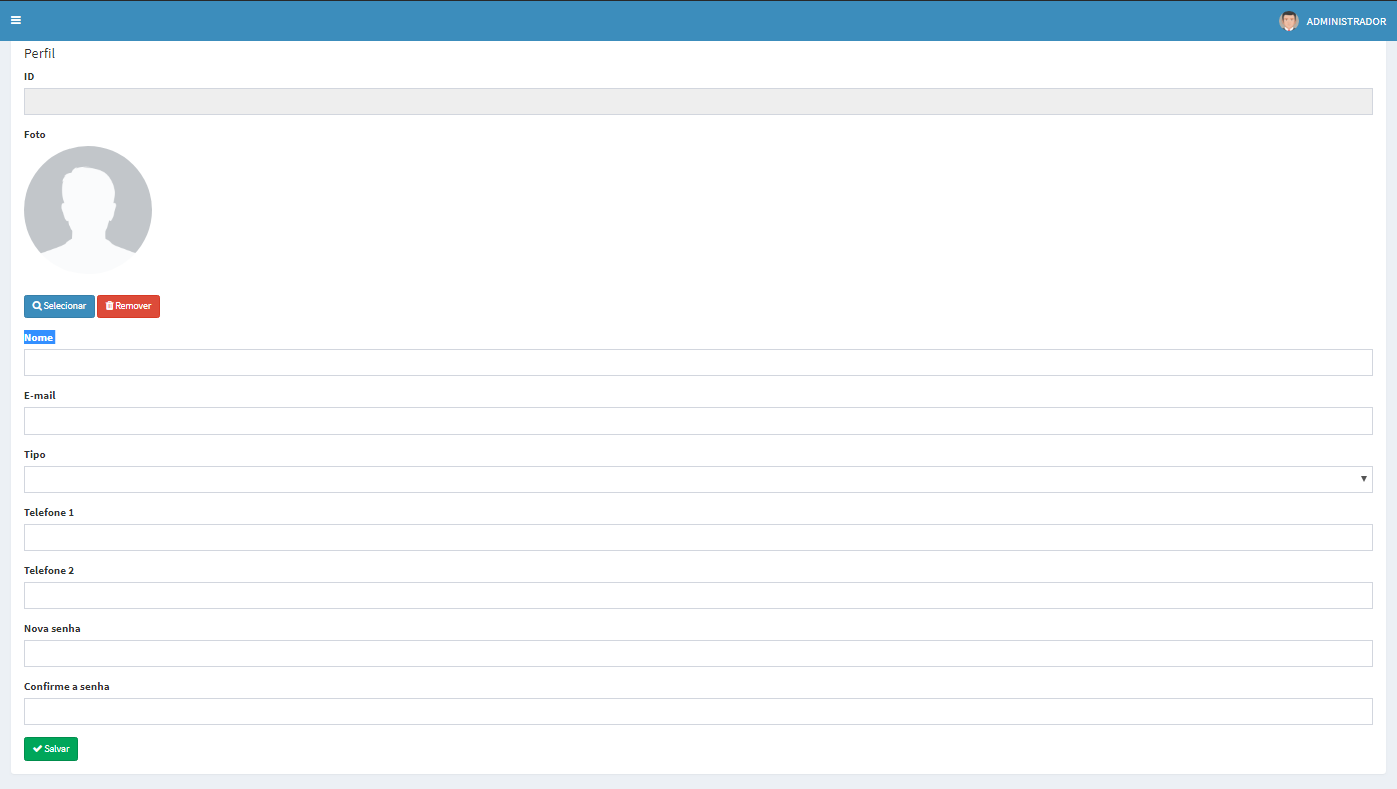 ADMINISTRADOR
Perfil
ID
Foto
Selecionar Remover
Nome
E-mail
Tipo
Telefone 1
Telefone 2
Nova senha
Confirme a senha
Salvar